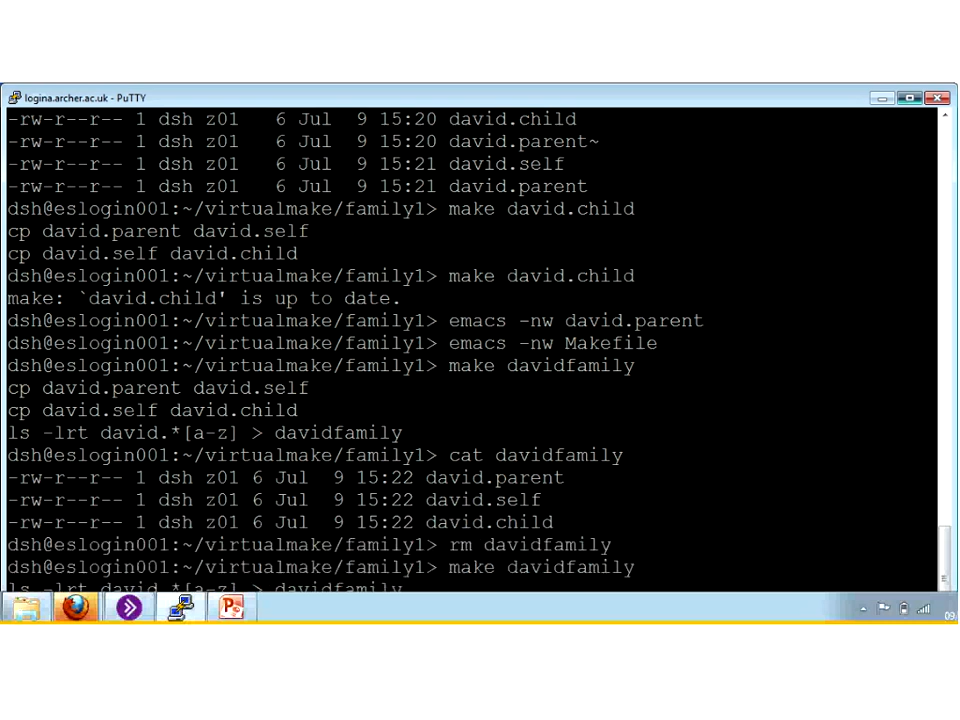 logina.archer.ac.uk - PuTTY
-rw-r--r-- 1 dsh z01   6 Jul  9 15:20 david.child
-rw-r--r-- 1 dsh z01   6 Jul  9 15:20 david.parent~
-rw-r--r-- 1 dsh z01   6 Jul  9 15:21 david.self
-rw-r--r-- 1 dsh z01   6 Jul  9 15:21 david.parent
dsh@eslogin001:~/virtualmake/family1> make david.child
cp david.parent david.self
cp david.self david.child
dsh@eslogin001:~/virtualmake/family1> make david.child
make: `david.child' is up to date.
dsh@eslogin001:~/virtualmake/family1> emacs -nw david.parent
dsh@eslogin001:~/virtualmake/family1> emacs -nw Makefile
dsh@eslogin001:~/virtualmake/family1> make davidfamily
cp david.parent david.self
cp david.self david.child
ls -lrt david.*[a-z] > davidfamily
dsh@eslogin001:~/virtualmake/family1> cat davidfamily
-rw-r--r-- 1 dsh z01 6 Jul  9 15:22 david.parent
-rw-r--r-- 1 dsh z01 6 Jul  9 15:22 david.self
-rw-r--r-- 1 dsh z01 6 Jul  9 15:22 david.child
dsh@eslogin001:~/virtualmake/family1> rm davidfamily
dsh@eslogin001:~/virtualmake/family1> make davidfamily
ls -lrt david.*[a-z] > davidfamily